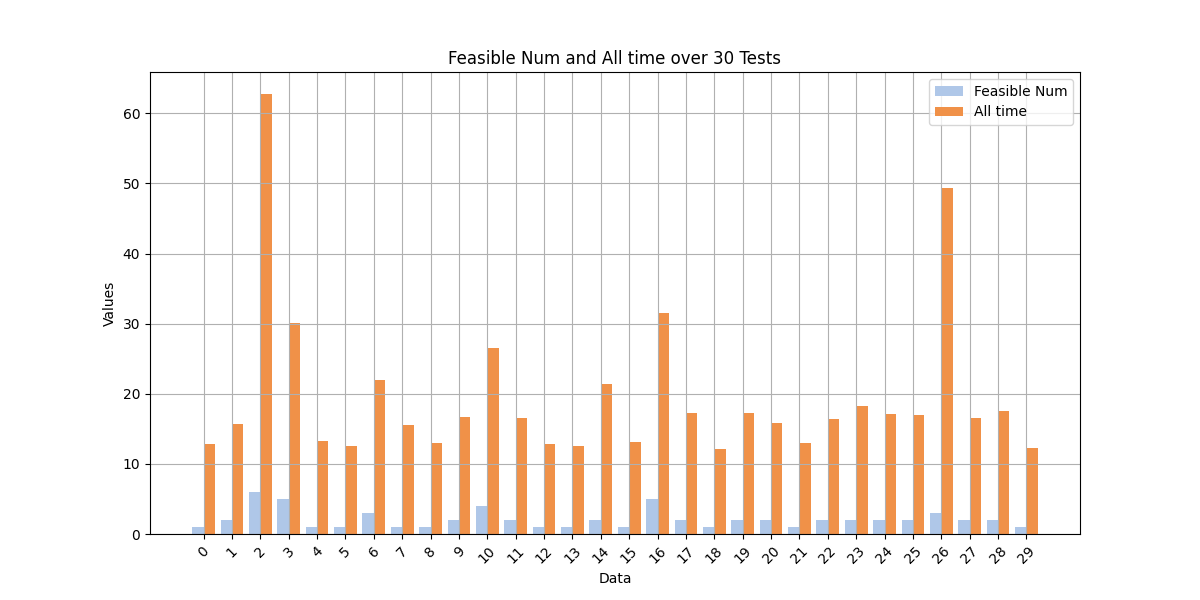 Feasible Num and All time over 30 Tests
Feasible Num
All time
Values
60
50
40
30
20
10
0
0 1 2 3 4 5 6 7 8 9 10 11 12 13 14 15 16 17 18 19 20 21 22 23 24 25 26 27 28 29
Data